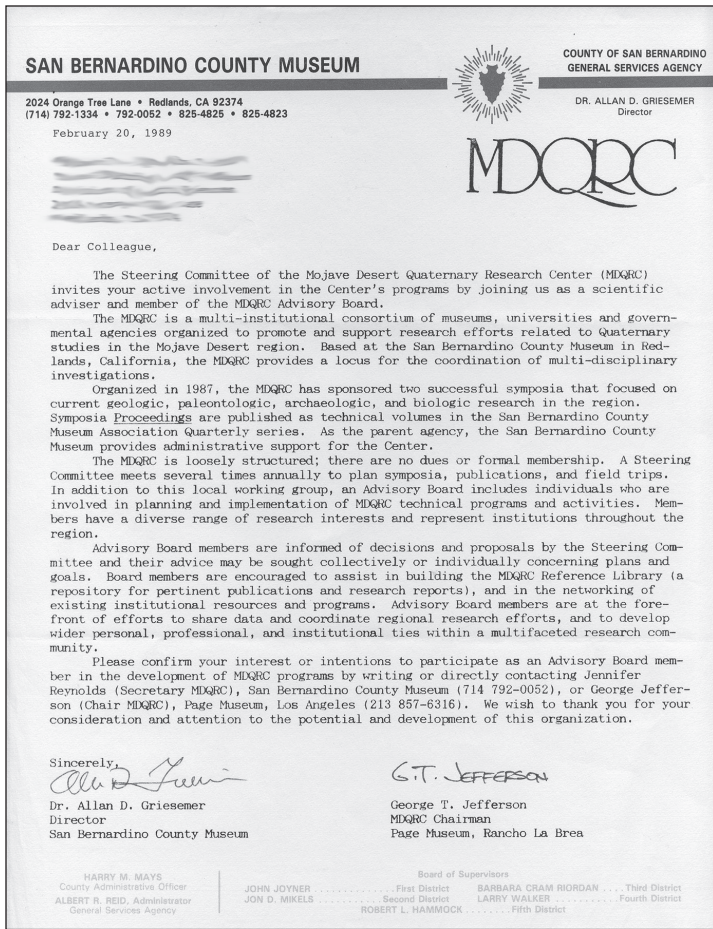 SAN BERNARDINO COUNTY MUSEUM
COUNTY OF SAN BERNARDINO
GENERAL SERVICES AGENCY
2024 Orange Tree Lane • Redlands, CA 92374
(714) 792-1334 • 792-0052 • 825-4825 • 825-4823
DR. ALLAN D. GRIESEMER
Director
February 20, 1989
MDQRC
Dear Colleague,
The Steering Committee of the Mojave Desert Quaternary Research Center (MDQRC)
invites your active involvement in the Center's programs by joining us as a scientific
adviser and member of the MDQRC Advisory Board.
The MDQRC is a multi-institutional consortium of museums, universities and govern-
mental agencies organized to promote and support research efforts related to Quaternary
studies in the Mojave Desert region. Based at the San Bernardino County Museum in Red-
lands, California, the MDQRC provides a locus for the coordination of multi-disciplinary
investigations.
Organized in 1987, the MDQRC has sponsored two successful symposia that focused on
current geologic, paleontologic, archaeologic, and biologic research in the region.
Symposia Proceedings are published as technical volumes in the San Bernardino County
Museum Association Quarterly series. As the parent agency, the San Bernardino County
Museum provides administrative support for the Center.
The MDQRC is loosely structured; there are no dues or formal membership. A Steering
Committee meets several times annually to plan symposia, publications, and field trips.
In addition to this local working group, an Advisory Board includes individuals who are
involved in planning and implementation of MDQRC technical programs and activities. Mem-
bers have a diverse range of research interests and represent institutions throughout the
region.
Advisory Board members are informed of decisions and proposals by the Steering Com-
mittee and their advice may be sought collectively or individually concerning plans and
goals. Board members are encouraged to assist in building the MDQRC Reference Library (a
repository for pertinent publications and research reports), and in the networking of
existing institutional resources and programs. Advisory Board members are at the fore-
front of efforts to share data and coordinate regional research efforts, and to develop
wider personal, professional, and institutional ties within a multifaceted research com-
munity.
Please confirm your interest or intentions to participate as an Advisory Board mem-
ber in the development of MDQRC programs by writing or directly contacting Jennifer
Reynolds (Secretary MDQRC), San Bernardino County Museum (714 792-0052), or George Jeffer-
son (Chair MDQRC), Page Museum, Los Angeles (213 857-6316). We wish to thank you for your
consideration and attention to the potential and development of this organization.
Sincerely,
G.T. JEFFERSON
Dr. Allan D. Griesemer
Director
San Bernardino County Museum
George T. Jefferson
MDQRC Chairman
Page Museum, Rancho La Brea
HARRY M. MAYS
County Administrative Officer
ALBERT R. REID, Administrator
General Services Agency
Board of Supervisors
JOHN JOYNER . . . . . . . . . . . . First District BARBARA CRAM RIORDAN . . . . Third District
JON D. MIKELS . . . . . . . . . . Second District LARRY WALKER . . . . . . . . . . Fourth District
ROBERT L. HAMMOCK . . . . . . . Fifth District